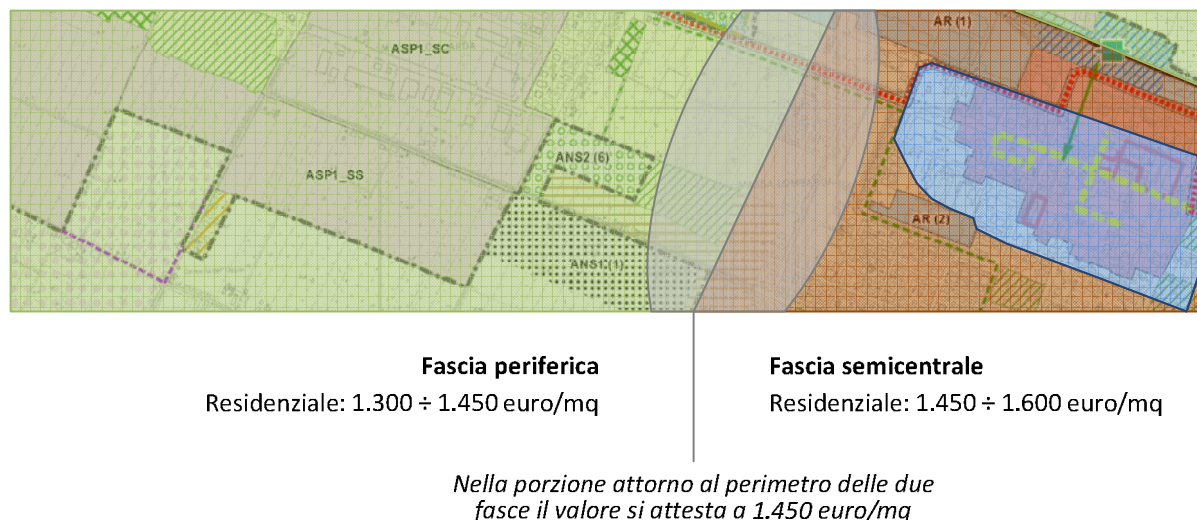 AR (1)
ASP1_SC
ANS2 (6)
ASP1_SS
AR (2)
ANS1 (1)
Fascia periferica
Residenziale: 1.300 ÷ 1.450 euro/mq
Fascia semicentrale
Residenziale: 1.450 ÷ 1.600 euro/mq
Nella porzione attorno al perimetro delle due
fasce il valore si attesta a 1.450 euro/mq